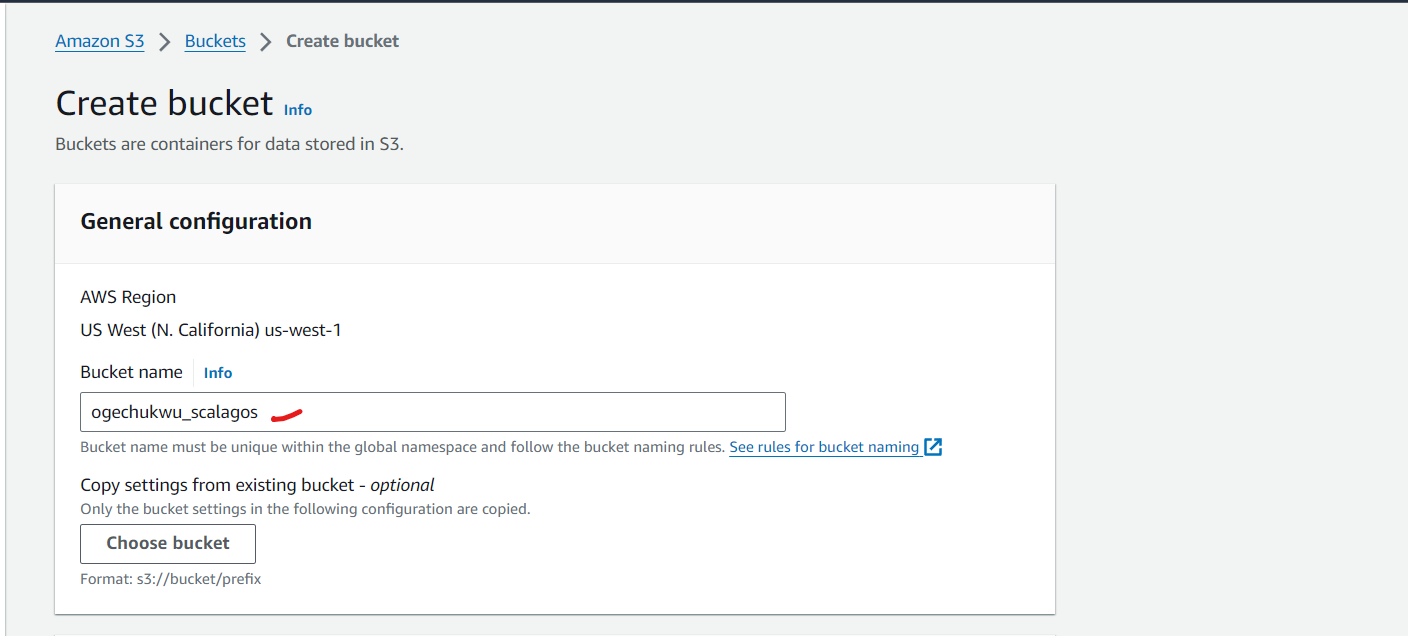 Amazon S3 > Buckets > Create bucket
Create bucket Info
Buckets are containers for data stored in S3.
General configuration
AWS Region
US West (N. California) us-west-1
Bucket name Info
ogechukwu_scalagos
Bucket name must be unique within the global namespace and follow the bucket naming rules. See rules for bucket naming
Copy settings from existing bucket - optional
Only the bucket settings in the following configuration are copied.
Choose bucket
Format: s3://bucket/prefix